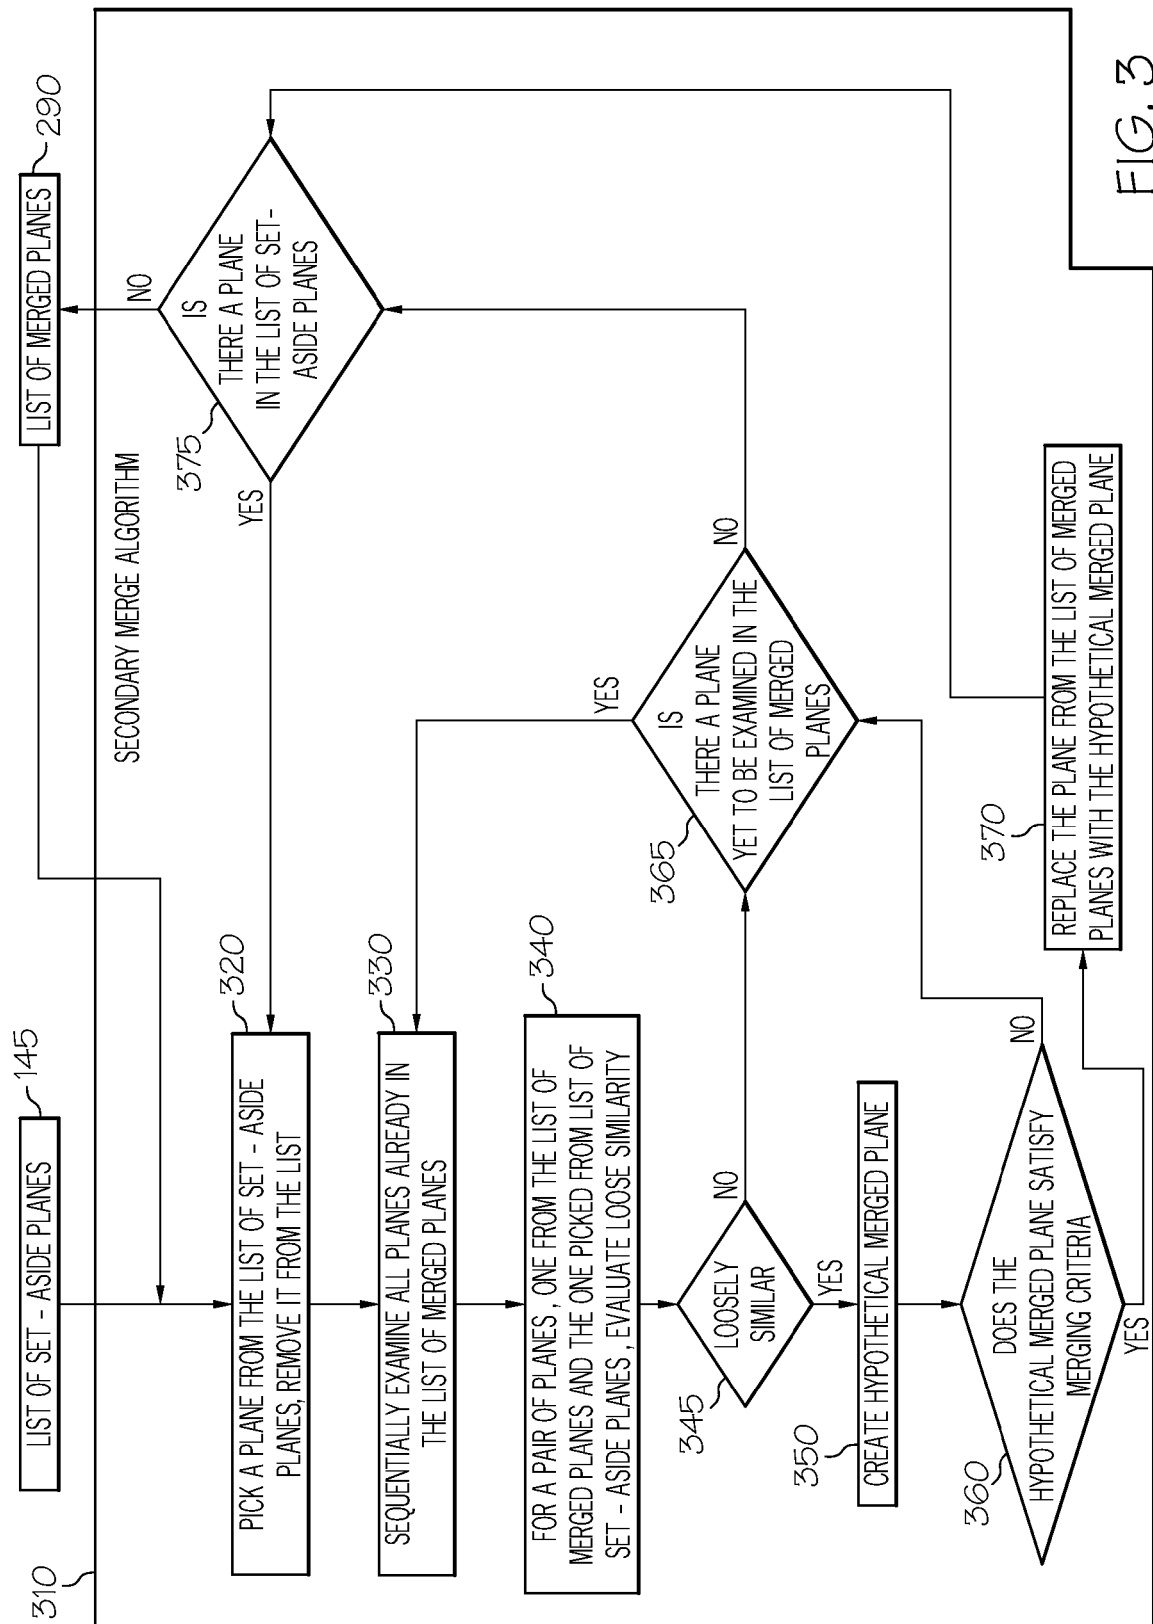 310
LIST OF SET - ASIDE PLANES
145
LIST OF MERGED PLANES
290
SECONDARY MERGE ALGORITHM
PICK A PLANE FROM THE LIST OF SET - ASIDE
PLANES, REMOVE IT FROM THE LIST
320
SEQUENTIALLY EXAMINE ALL PLANES ALREADY IN
THE LIST OF MERGED PLANES
330
FOR A PAIR OF PLANES , ONE FROM THE LIST OF
MERGED PLANES AND THE ONE PICKED FROM LIST OF
SET - ASIDE PLANES , EVALUATE LOOSE SIMILARITY
340
LOOSELY
SIMILAR
345
NO
YES
CREATE HYPOTHETICAL MERGED PLANE
350
DOES THE
HYPOTHETICAL MERGED PLANE SATISFY
MERGING CRITERIA
360
NO
YES
IS
THERE A PLANE
YET TO BE EXAMINED IN THE
LIST OF MERGED
PLANES
365
YES
NO
REPLACE THE PLANE FROM THE LIST OF MERGED
PLANES WITH THE HYPOTHETICAL MERGED PLANE
370
IS
THERE A PLANE
IN THE LIST OF SET-
ASIDE PLANES
375
YES
NO
FIG. 3